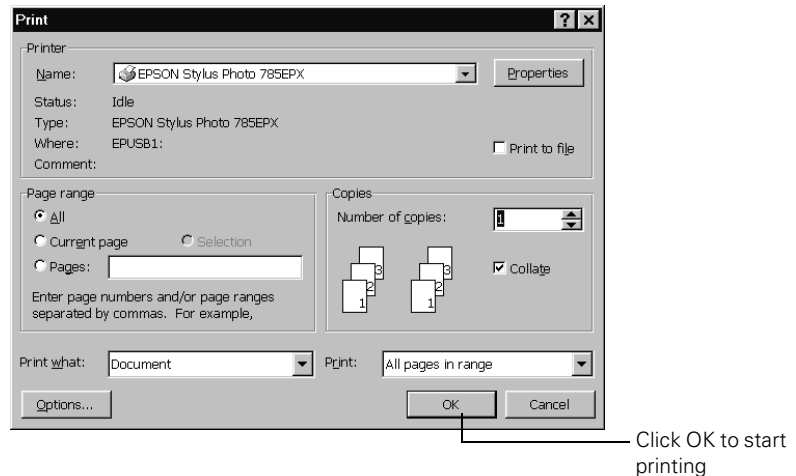 Print
Printer
Name: EPSON Stylus Photo 785EPX Properties
Status: Idle
Type: EPSON Stylus Photo 785EPX
Where: EPUSB1: Print to file
Comment:
Page range
All
Current page Selection
Pages:
Enter page numbers and/or page ranges
separated by commas. For example,
Copies
Number of copies: 1
1 2 3 1 2 3
Collate
Print what: Document Print: All pages in range
Options... OK Cancel
Click OK to start
printing